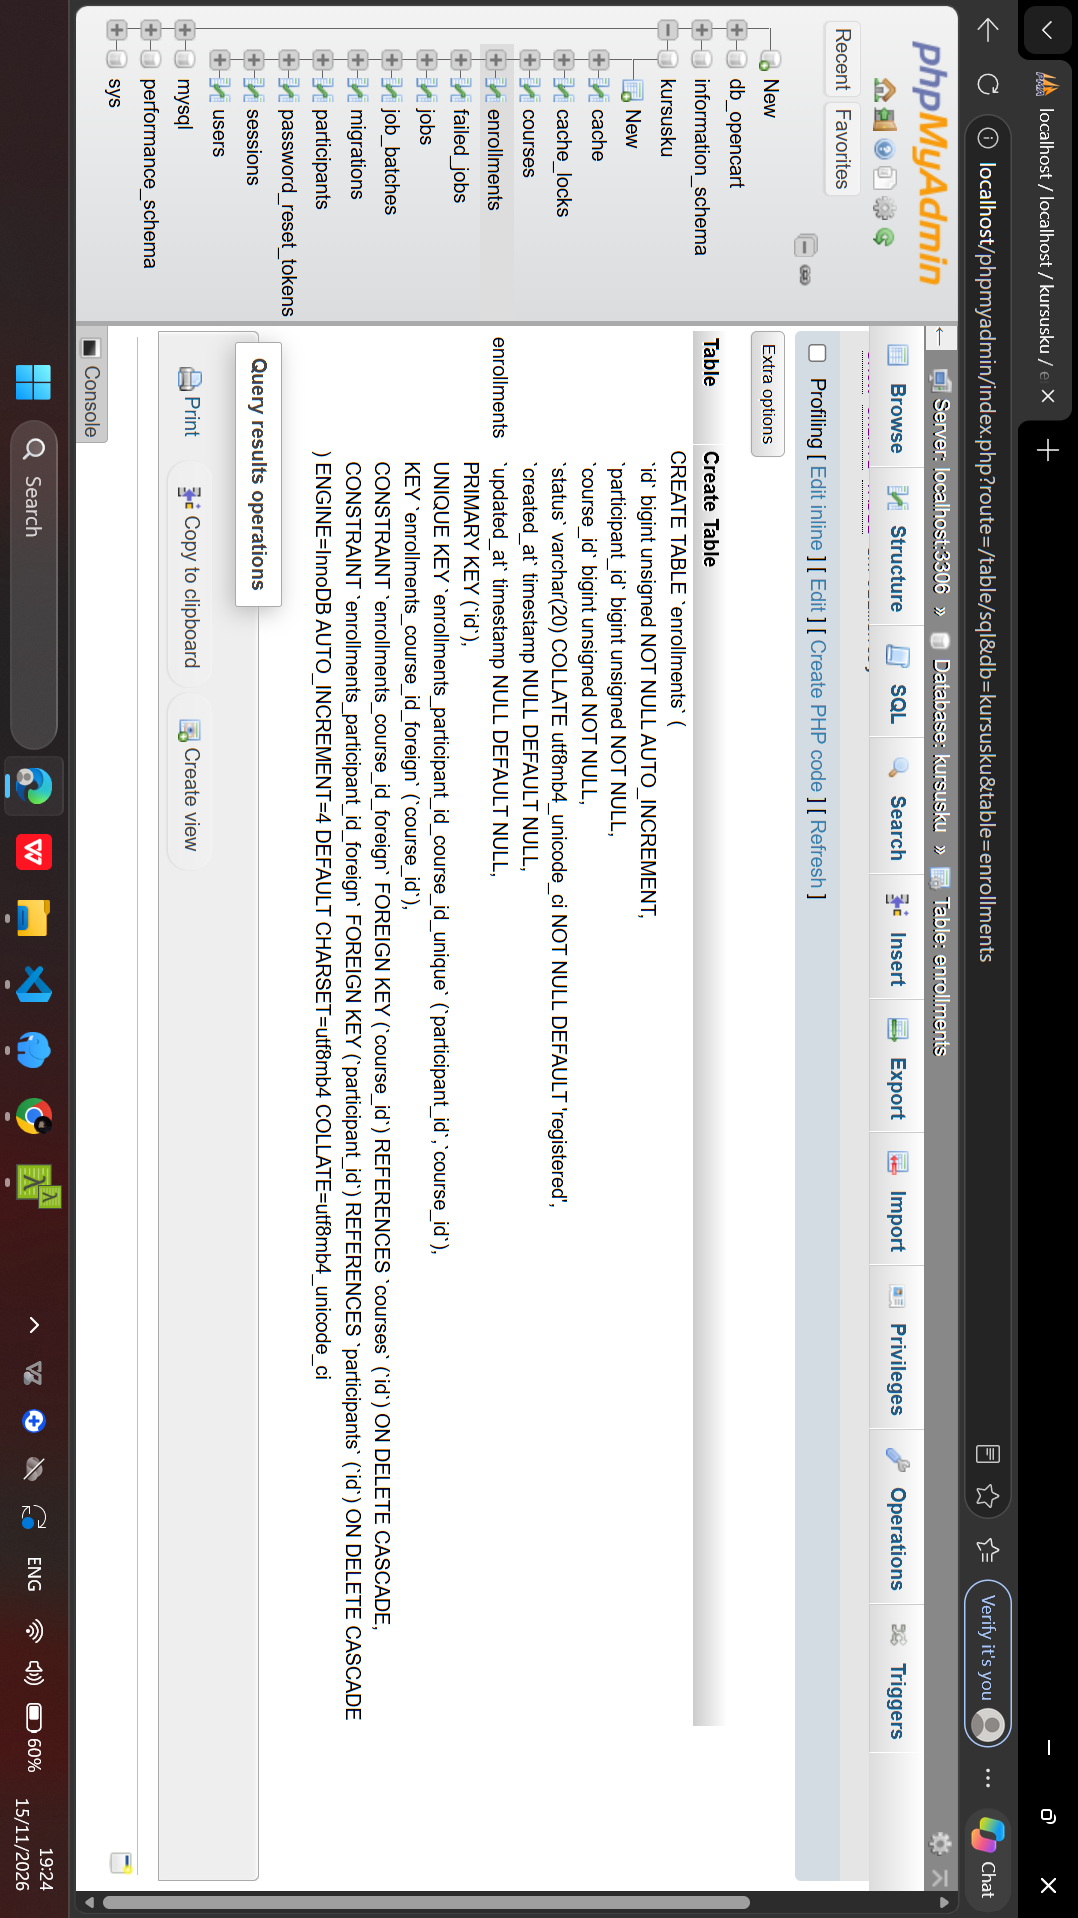 localhost / localhost / kursusku / e
localhost/phpmyadmin/index.php?route=/table/sql&db=kursusku&table=enrollments
Verify it's you
Chat
phpMyAdmin
Recent
Favorites
New
db_opencart
information_schema
kursusku
New
cache
cache_locks
courses
enrollments
failed_jobs
jobs
job_batches
migrations
participants
password_reset_tokens
sessions
users
mysql
performance_schema
sys
Server: localhost:3306 » Database: kursusku » Table: enrollments
Browse
Structure
SQL
Search
Insert
Export
Import
Privileges
Operations
Triggers
Profiling [ Edit inline ] [ Edit ] [ Create PHP code ] [ Refresh ]
Extra options
Table
Create Table
enrollments
CREATE TABLE `enrollments` (
`id` bigint unsigned NOT NULL AUTO_INCREMENT,
`participant_id` bigint unsigned NOT NULL,
`course_id` bigint unsigned NOT NULL,
`status` varchar(20) COLLATE utf8mb4_unicode_ci NOT NULL DEFAULT 'registered',
`created_at` timestamp NULL DEFAULT NULL,
`updated_at` timestamp NULL DEFAULT NULL,
PRIMARY KEY (`id`),
UNIQUE KEY `enrollments_participant_id_course_id_unique` (`participant_id`,`course_id`),
KEY `enrollments_course_id_foreign` (`course_id`),
CONSTRAINT `enrollments_course_id_foreign` FOREIGN KEY (`course_id`) REFERENCES `courses` (`id`) ON DELETE CASCADE,
CONSTRAINT `enrollments_participant_id_foreign` FOREIGN KEY (`participant_id`) REFERENCES `participants` (`id`) ON DELETE CASCADE
) ENGINE=InnoDB AUTO_INCREMENT=4 DEFAULT CHARSET=utf8mb4 COLLATE=utf8mb4_unicode_ci
Query results operations
Print
Copy to clipboard
Create view
Console
Search
ENG
60%
19:24
15/11/2026